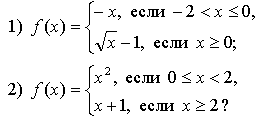 1) f(x) = { −x, если −2 < x ≤ 0,
√x − 1, если x ≥ 0;
2) f(x) = { x², если 0 ≤ x < 2,
x + 1, если x ≥ 2?